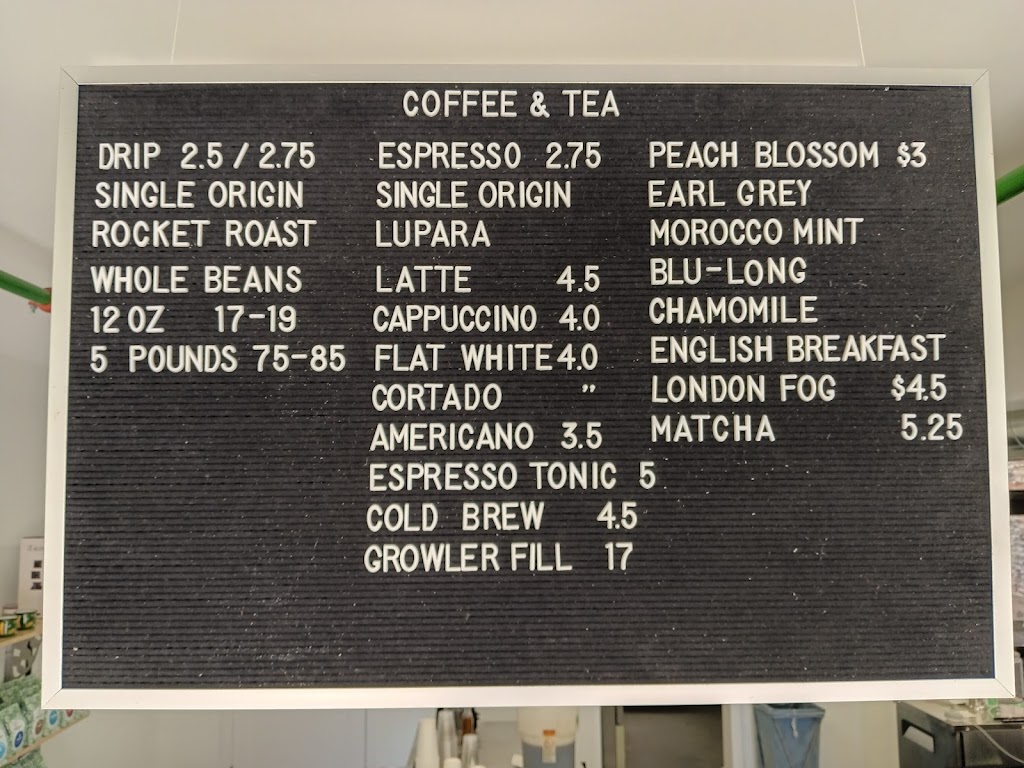 COFFEE & TEA
DRIP 2.5 / 2.75
SINGLE ORIGIN
ROCKET ROAST
WHOLE BEANS
12 OZ 17-19
5 POUNDS 75-85
ESPRESSO 2.75
SINGLE ORIGIN
LUPARA
LATTE 4.5
CAPPUCCINO 4.0
FLAT WHITE 4.0
CORTADO "
AMERICANO 3.5
ESPRESSO TONIC 5
COLD BREW 4.5
GROWLER FILL 17
PEACH BLOSSOM $3
EARL GREY
MOROCCO MINT
BLU-LONG
CHAMOMILE
ENGLISH BREAKFAST
LONDON FOG $4.5
MATCHA 5.25